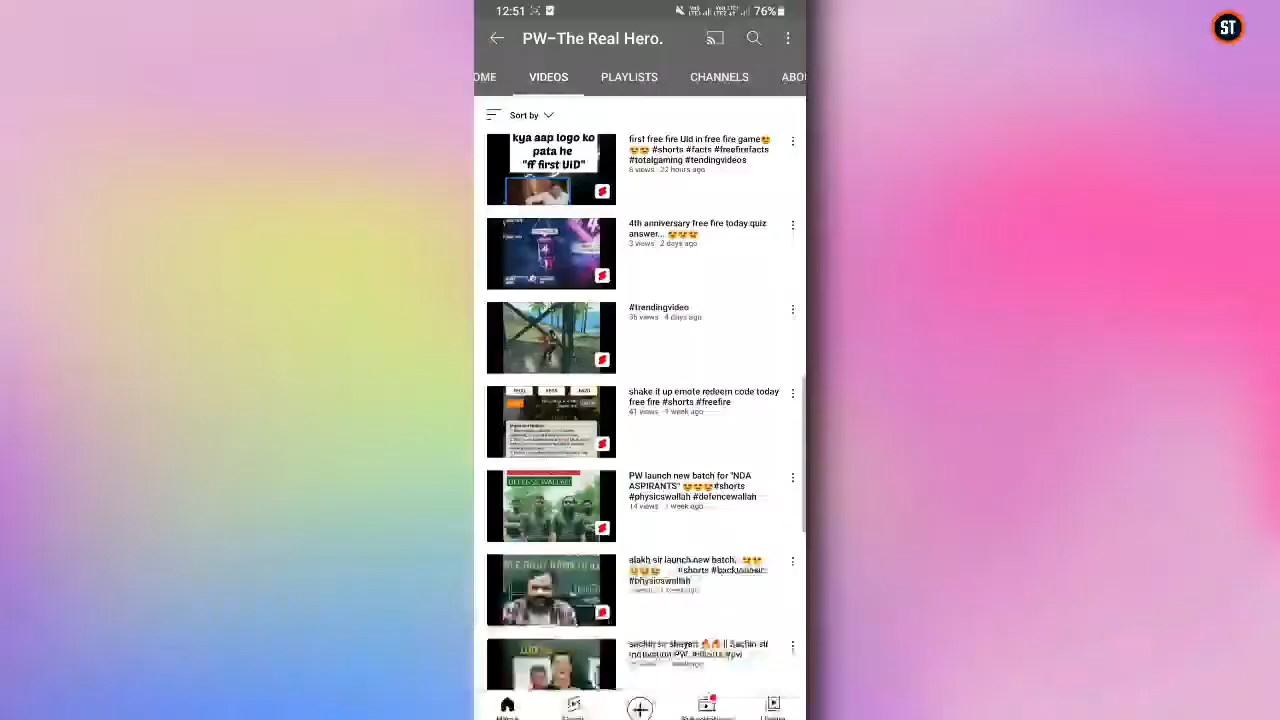 12:51
76%
ST
PW-The Real Hero.
OME VIDEOS PLAYLISTS CHANNELS ABO
Sort by
kya aap logo ko
pata he
"ff first UiD"
first free fire Uid in free fire game😍
😍😍 #shorts #facts #freefirefacts
#totalgaming #tendingvideos
6 views · 22 hours ago
4th anniversary free fire today quiz
answer... 😍😍😍
3 views · 2 days ago
#trendingvideo
36 views · 4 days ago
shake it up emote redeem code today
free fire #shorts #freefire
41 views · 1 week ago
DEFENCE WALLAH
PW launch new batch for "NDA
ASPIRANTS" 😍😍😍#shorts
#physicswallah #defencewallah
14 views · 1 week ago
alakh sir launch new batch,
#shorts
#physicswallah